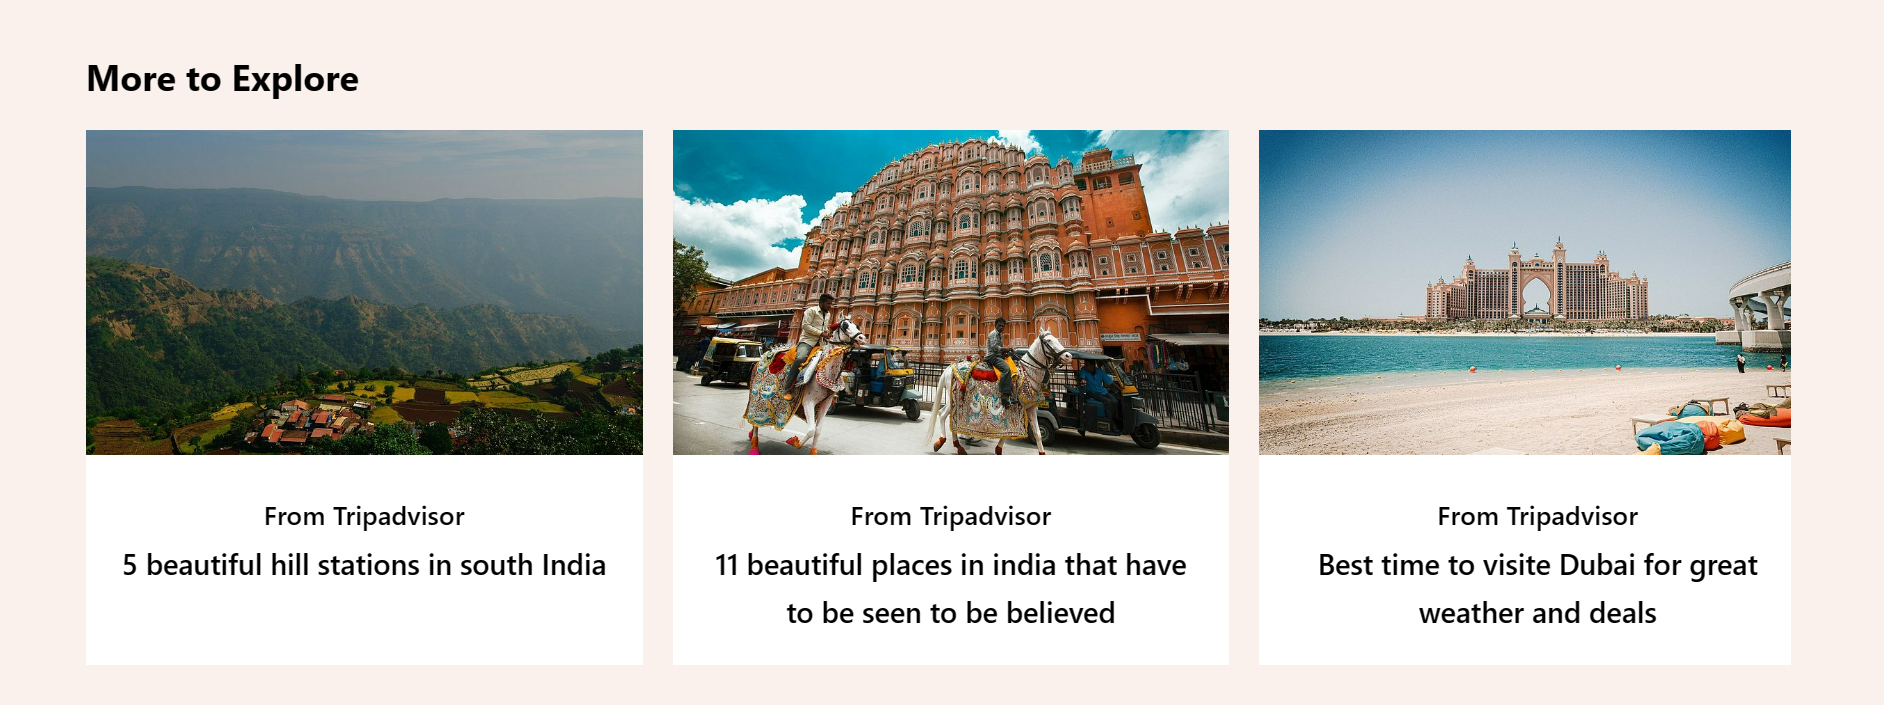 More to Explore
From Tripadvisor
5 beautiful hill stations in south India
From Tripadvisor
11 beautiful places in india that have
to be seen to be believed
From Tripadvisor
Best time to visite Dubai for great
weather and deals